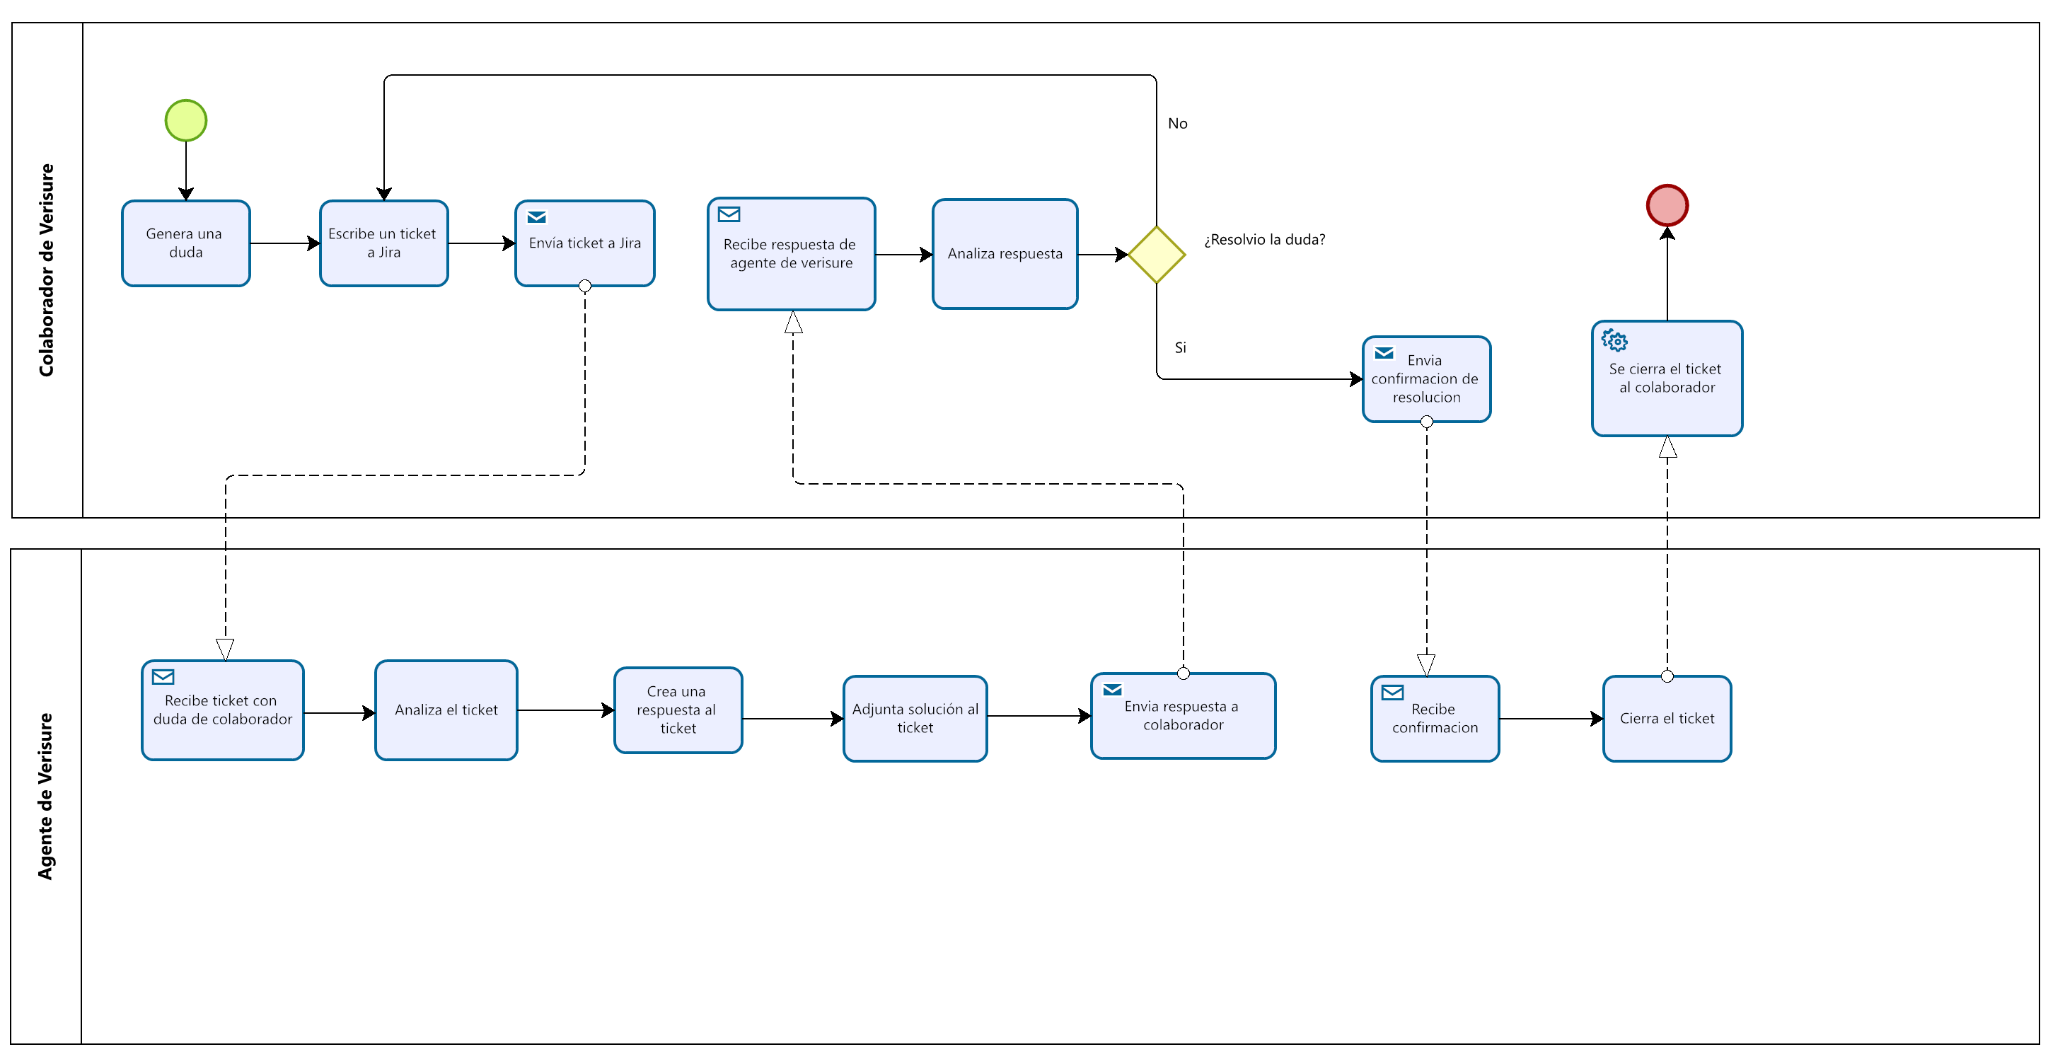 Colaborador de Verisure
Genera una
duda
Escribe un ticket
a Jira
Envía ticket a Jira
Recibe respuesta de
agente de verisure
Analiza respuesta
No
¿Resolvio la duda?
Si
Envia
confirmacion de
resolucion
Se cierra el ticket
al colaborador
Agente de Verisure
Recibe ticket con
duda de colaborador
Analiza el ticket
Crea una
respuesta al
ticket
Adjunta solución al
ticket
Envia respuesta a
colaborador
Recibe
confirmacion
Cierra el ticket